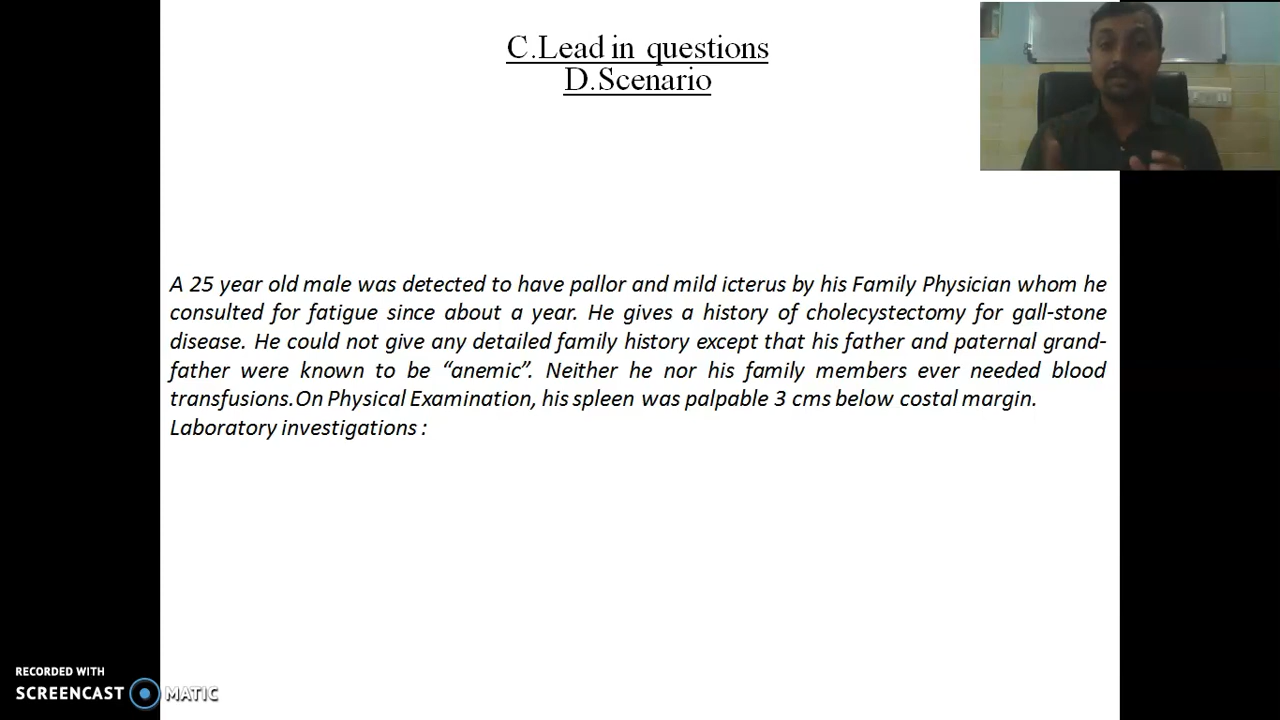 C.Lead in questions
D.Scenario
A 25 year old male was detected to have pallor and mild icterus by his Family Physician whom he
consulted for fatigue since about a year. He gives a history of cholecystectomy for gall-stone
disease. He could not give any detailed family history except that his father and paternal grand-
father were known to be “anemic”. Neither he nor his family members ever needed blood
transfusions.On Physical Examination, his spleen was palpable 3 cms below costal margin.
Laboratory investigations :
RECORDED WITH
SCREENCAST MATIC